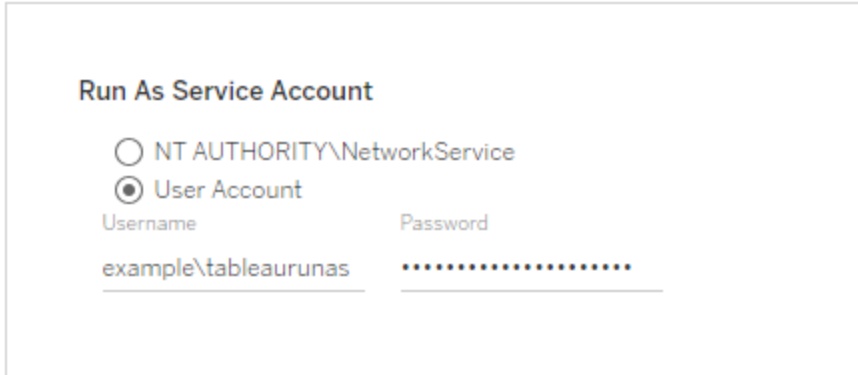 Run As Service Account
NT AUTHORITY\NetworkService
User Account
Username Password
example\tableaurunas •••••••••••••••••••••